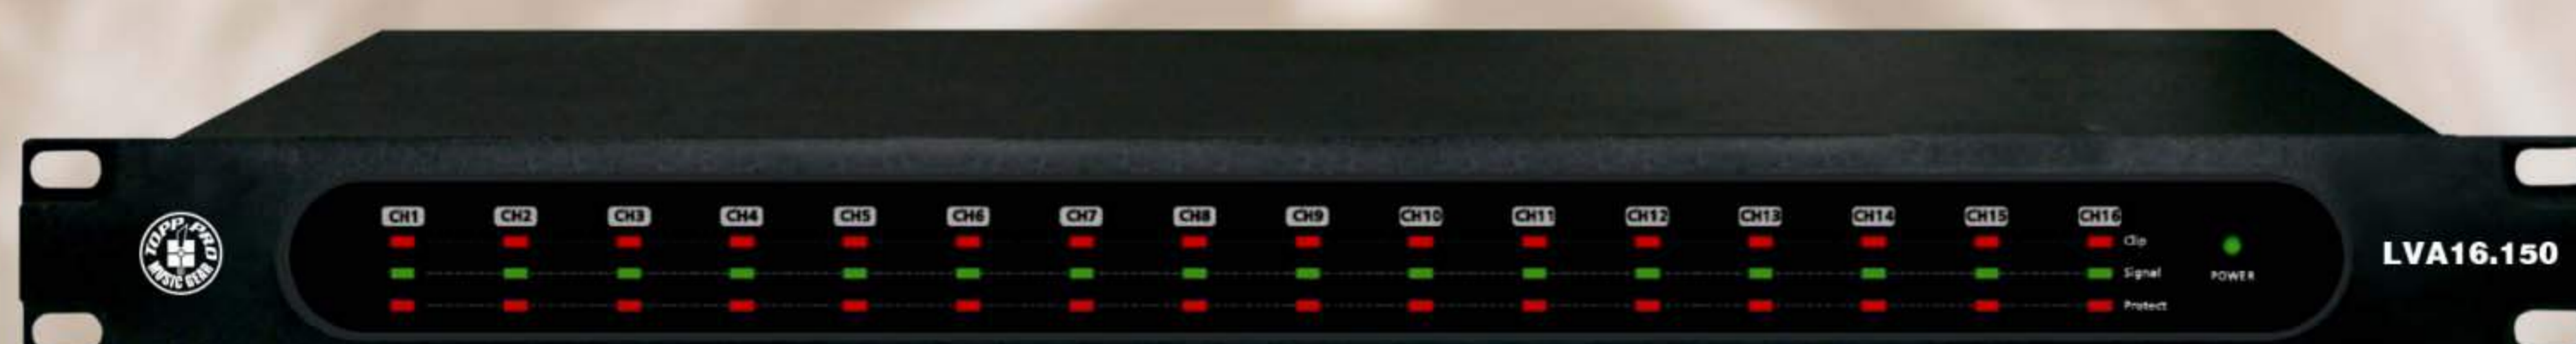 CH1 CH2 CH3 CH4 CH5 CH6 CH7 CH8 CH9 CH10 CH11 CH12 CH13 CH14 CH15 CH16
Clip
Signal
Protect
POWER
TOPP PRO
MUSIC GEAR
LVA16.150